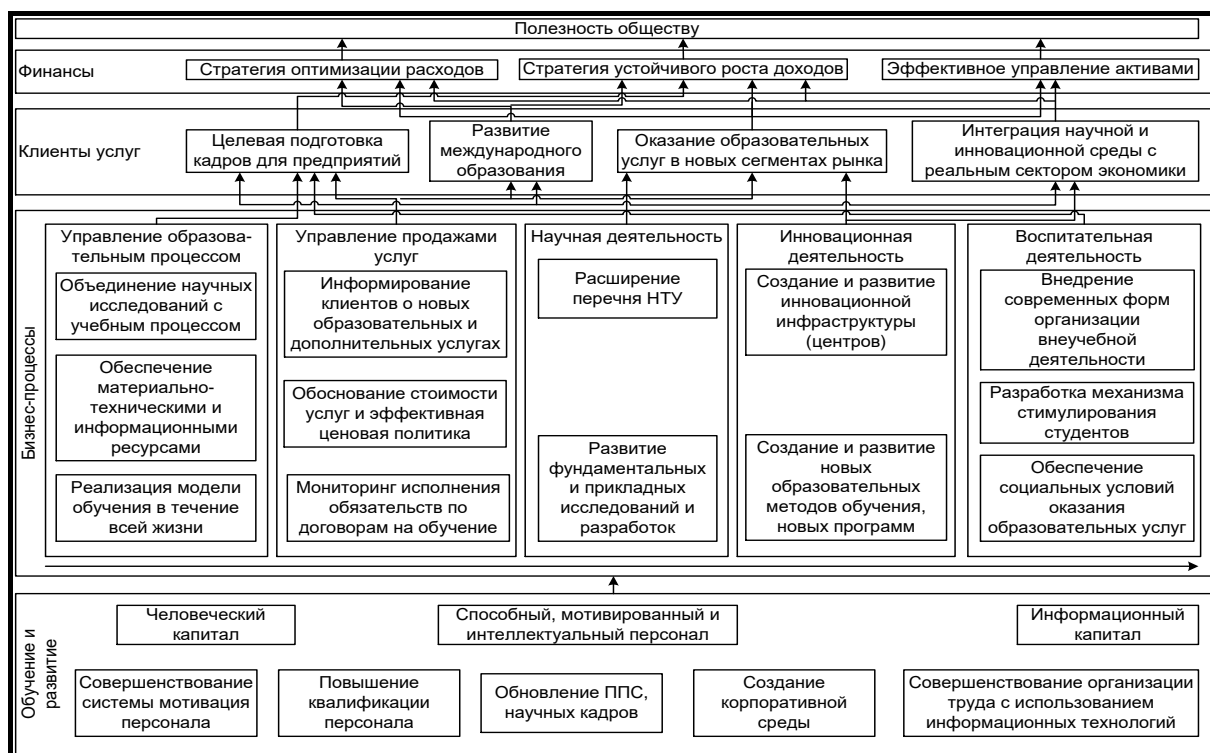 Полезность обществу
Финансы
Стратегия оптимизации расходов
Стратегия устойчивого роста доходов
Эффективное управление активами
Клиенты услуг
Целевая подготовка
кадров для предприятий
Развитие
международного
образования
Оказание образовательных
услуг в новых сегментах рынка
Интеграция научной и
инновационной среды с
реальным сектором экономики
Бизнес-процессы
Управление образова-
тельным процессом
Объединение научных
исследований с
учебным процессом
Обеспечение
материально-
техническими и
информационными
ресурсами
Реализация модели
обучения в течение
всей жизни
Управление продажами
услуг
Информирование
клиентов о новых
образовательных и
дополнительных услугах
Обоснование стоимости
услуг и эффективная
ценовая политика
Мониторинг исполнения
обязательств по
договорам на обучение
Научная деятельность
Расширение
перечня НТУ
Развитие
фундаментальных
и прикладных
исследований и
разработок
Инновационная
деятельность
Создание и развитие
инновационной
инфраструктуры
(центров)
Создание и развитие
новых
образовательных
методов обучения,
новых программ
Воспитательная
деятельность
Внедрение
современных форм
организации
внеучебной
деятельности
Разработка механизма
стимулирования
студентов
Обеспечение
социальных условий
оказания
образовательных услуг
Обучение и
развитие
Человеческий
капитал
Способный, мотивированный и
интеллектуальный персонал
Информационный
капитал
Совершенствование
системы мотивация
персонала
Повышение
квалификации
персонала
Обновление ППС,
научных кадров
Создание
корпоративной
среды
Совершенствование организации
труда с использованием
информационных технологий